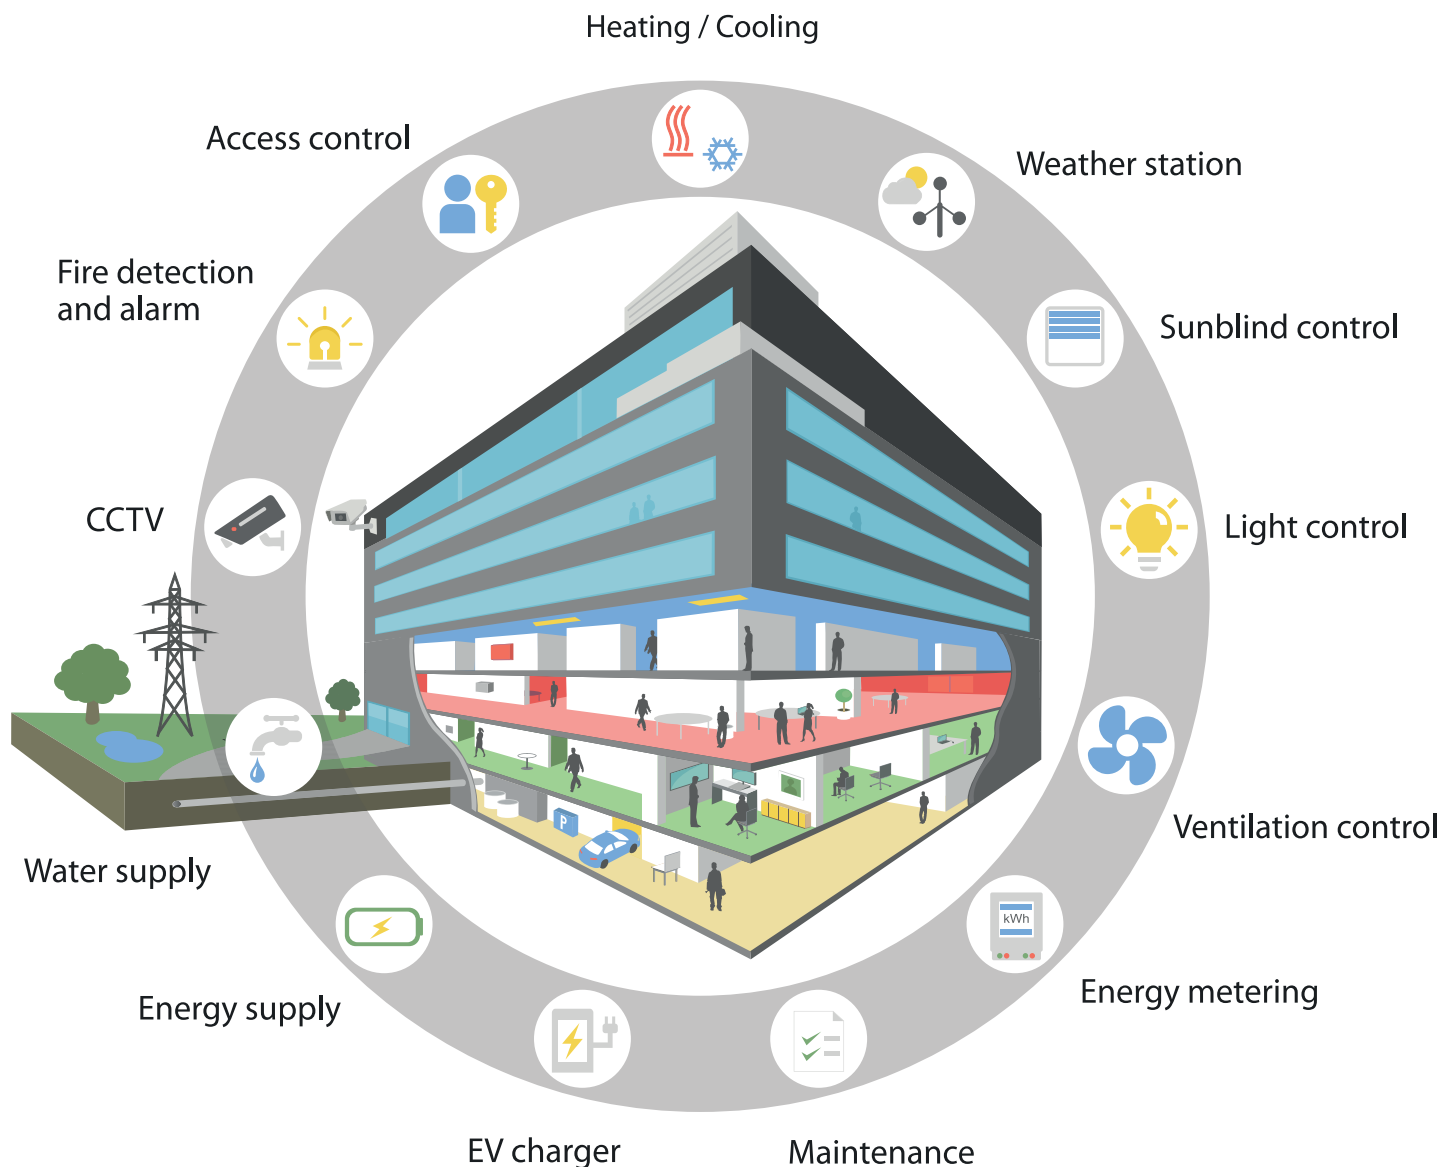 Heating / Cooling
Access control
Weather station
Fire detection
and alarm
Sunblind control
CCTV
Light control
P
Ventilation control
Water supply
kWh
Energy supply
Energy metering
EV charger
Maintenance